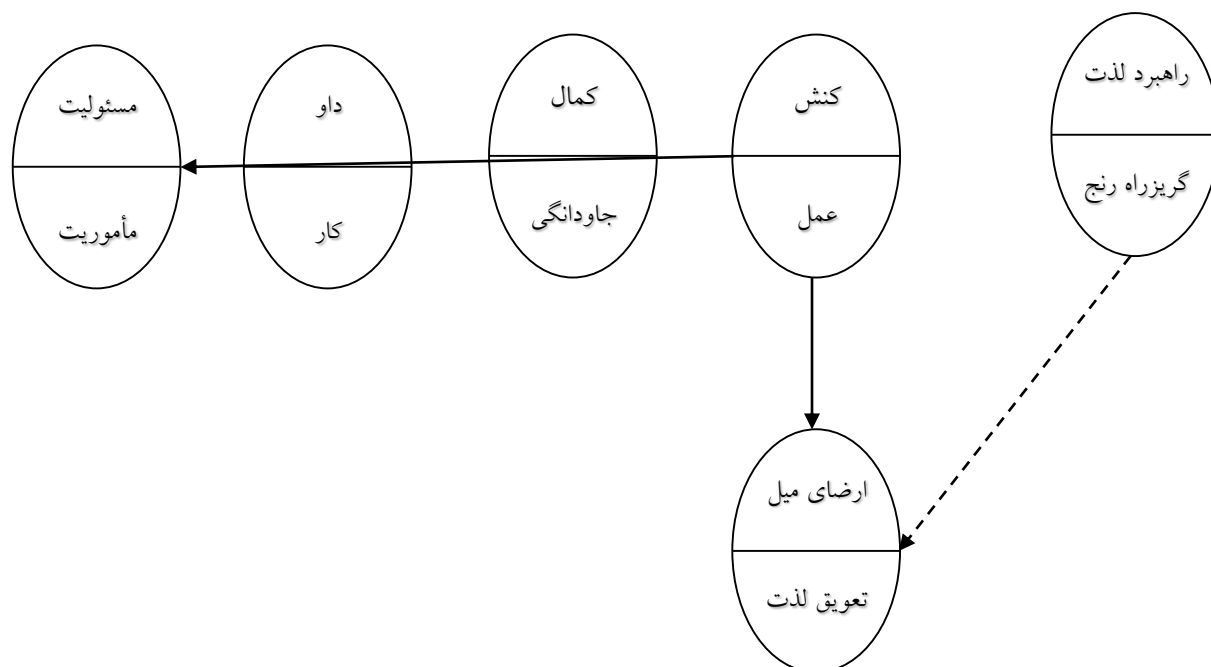 راهبرد لذت
گریزراه رنج
کنش
عمل
کمال
جاودانگی
داو
کار
مسئولیت
مأموریت
ارضای میل
تعویق لذت